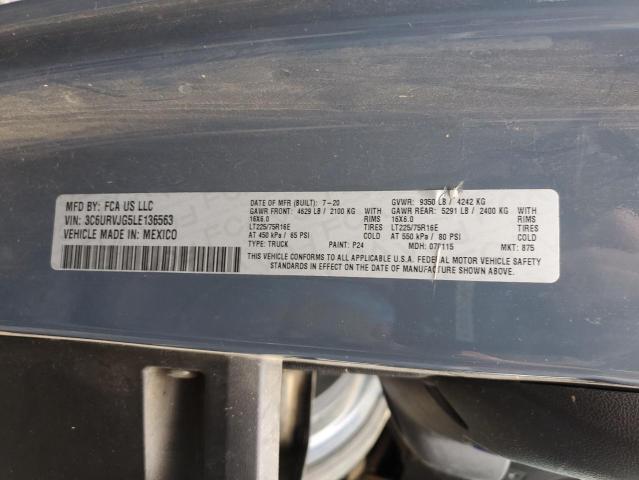 MFD BY: FCA US LLC
VIN: 3C6URVJG5LE136563
VEHICLE MADE IN: MEXICO
DATE OF MFR (BUILT): 7-20
GAWR FRONT: 4629 LB / 2100 KG WITH
16X6.0 RIMS
LT225/75R16E TIRES
AT 450 kPa / 65 PSI COLD
TYPE: TRUCK PAINT: P24
GVWR: 9350 LB / 4242 KG
GAWR REAR: 5291 LB / 2400 KG WITH
16X6.0 RIMS
LT225/75R16E TIRES
AT 550 kPa / 80 PSI COLD
MDH: MKT: 875
THIS VEHICLE CONFORMS TO ALL APPLICABLE U.S.A. FEDERAL MOTOR VEHICLE SAFETY
STANDARDS IN EFFECT ON THE DATE OF MANUFACTURE SHOWN ABOVE.